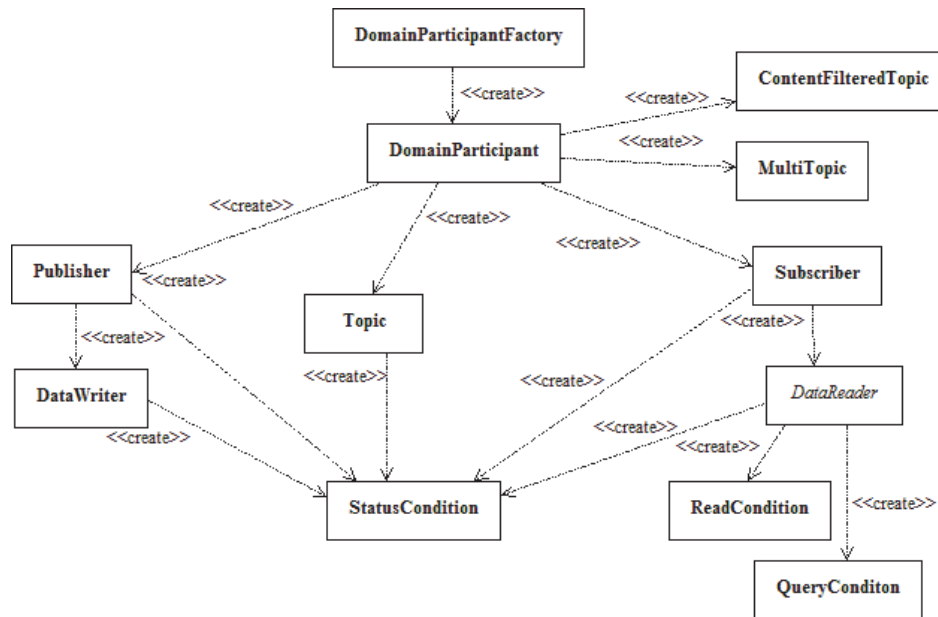 DomainParticipantFactory
ContentFilteredTopic
<<create>>
<<create>>
DomainParticipant
<<create>>
MultiTopic
<<create>>
<<create>>
<<create>>
Publisher
<<create>>
Subscriber
Topic
<<create>>
<<create>>
<<create>>
<<create>>
DataWriter
DataReader
<<create>>
<<create>>
<<create>>
<<create>>
StatusCondition
ReadCondition
<<create>>
QueryConditon